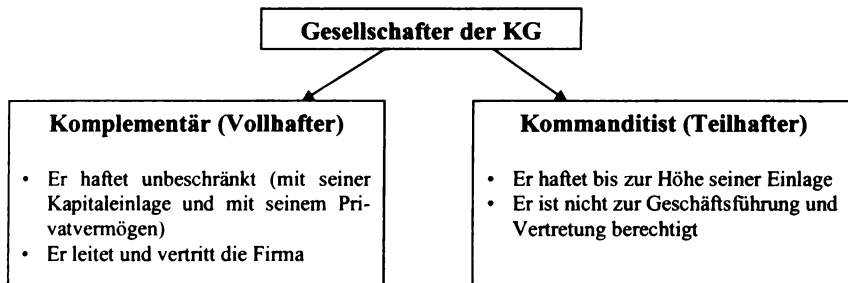 Gesellschafter der KG
Komplementär (Vollhafter)
• Er haftet unbeschränkt (mit seiner
Kapitaleinlage und mit seinem Pri-
vatvermögen)
• Er leitet und vertritt die Firma
Kommanditist (Teilhafter)
• Er haftet bis zur Höhe seiner Einlage
• Er ist nicht zur Geschäftsführung und
Vertretung berechtigt